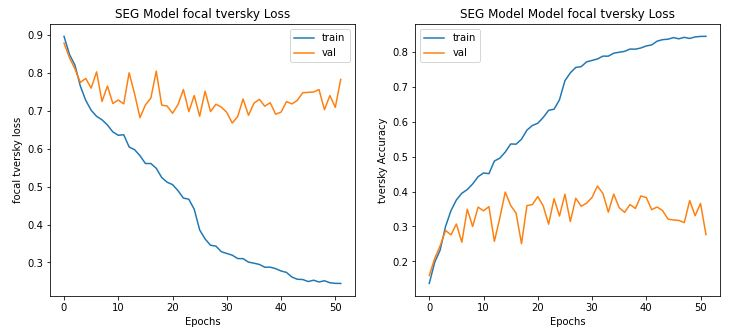 SEG Model focal tversky Loss
focal tversky loss
0.9
0.8
0.7
0.6
0.5
0.4
0.3
0
10
20
30
40
50
Epochs
train
val
SEG Model Model focal tversky Loss
tversky Accuracy
0.8
0.7
0.6
0.5
0.4
0.3
0.2
0
10
20
30
40
50
Epochs
train
val